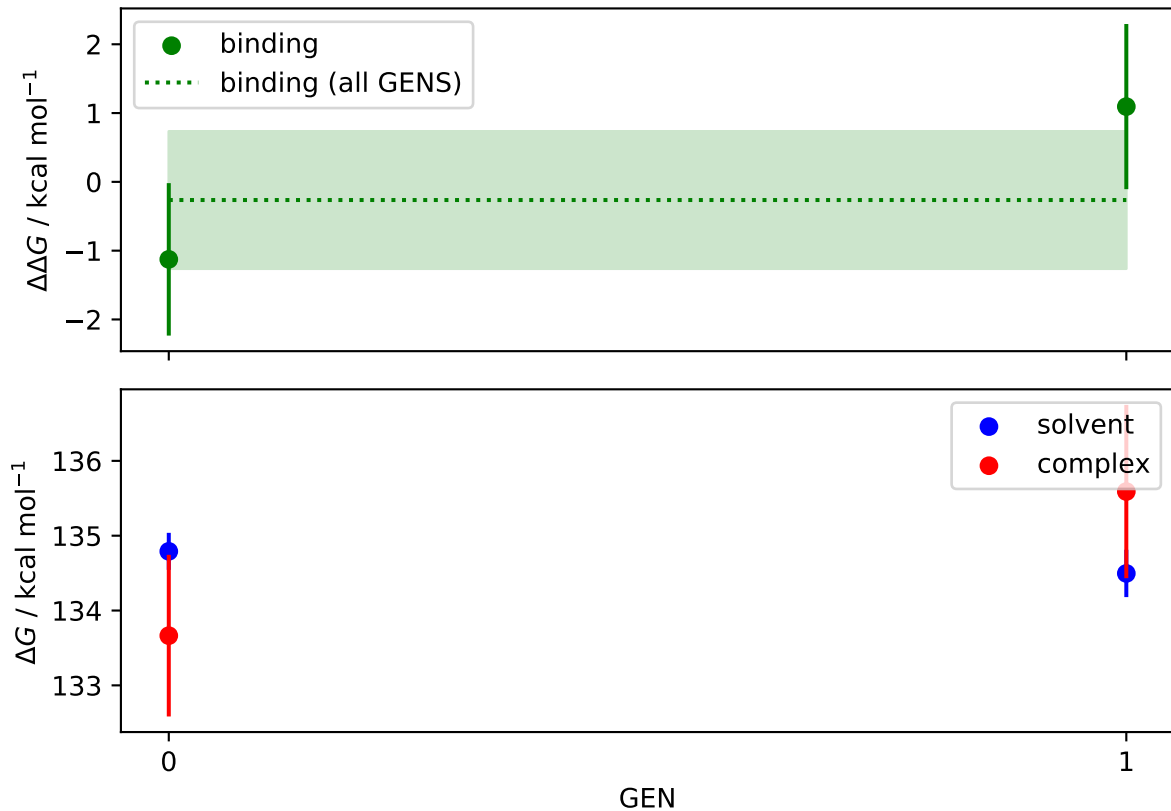 binding
binding (all GENS)
ΔΔG / kcal mol⁻¹
2
1
0
−1
−2
solvent
complex
ΔG / kcal mol⁻¹
136
135
134
133
0
1
GEN